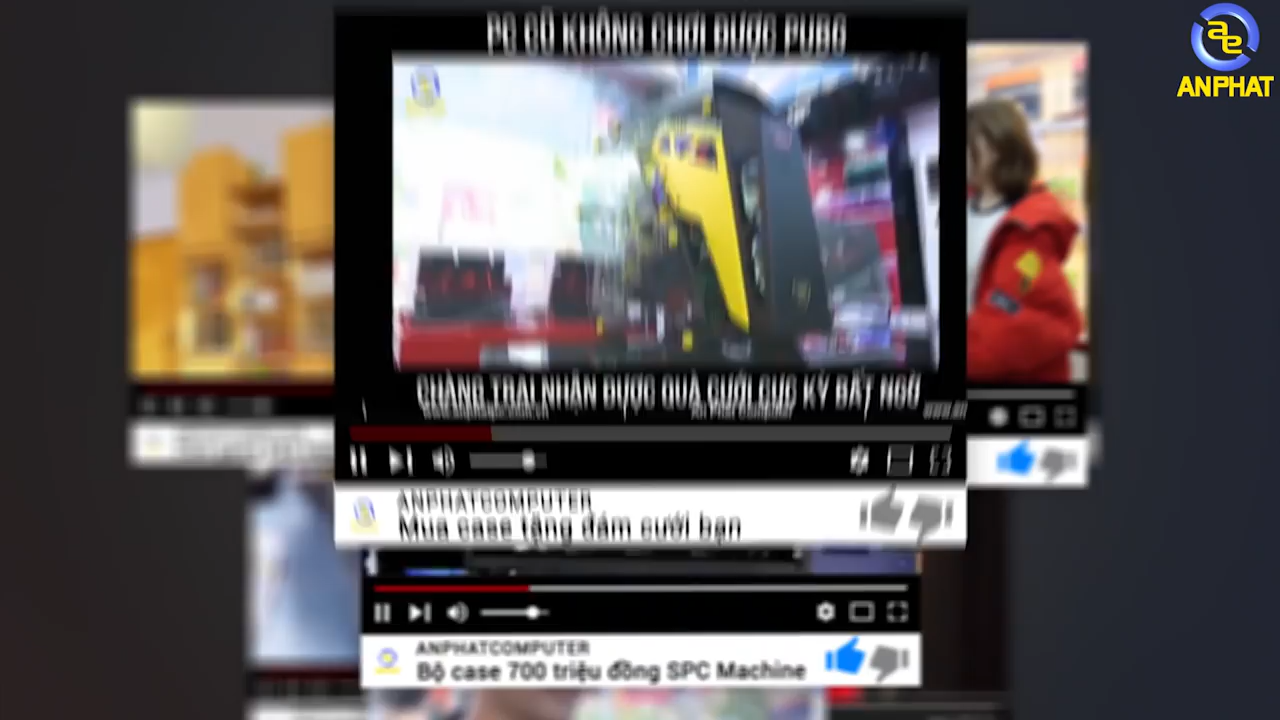 PC CŨ KHÔNG CHƠI ĐƯỢC PUBG
ae
ANPHAT
CHÀNG TRAI NHẬN ĐƯỢC QUÀ CƯỚI CỰC KỲ BẤT NGỜ
ANPHATCOMPUTER
Mua case tặng đám cưới bạn
ANPHATCOMPUTER
Bộ case 700 triệu đồng SPC Machine